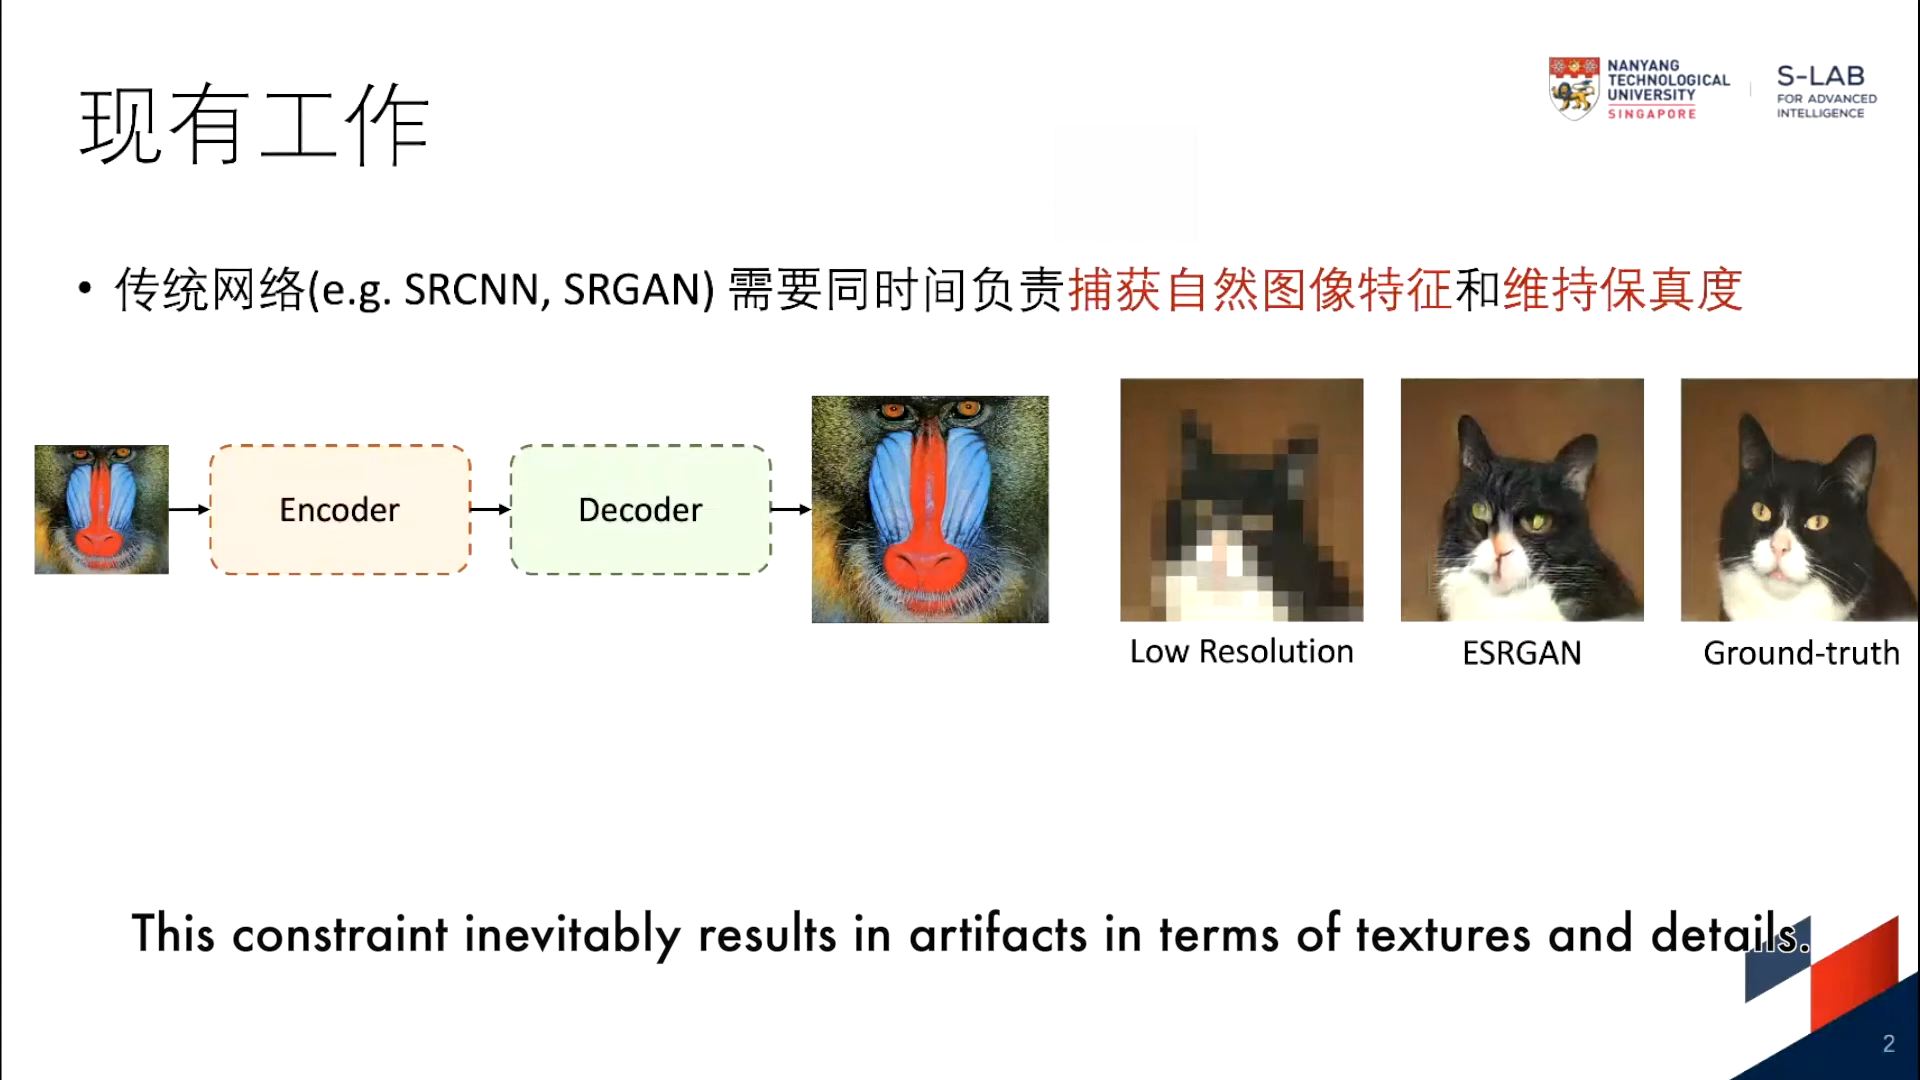 现有工作
NANYANG
TECHNOLOGICAL
UNIVERSITY
SINGAPORE
S-LAB
FOR ADVANCED
INTELLIGENCE
• 传统网络(e.g. SRCNN, SRGAN) 需要同时间负责捕获自然图像特征和维持保真度
Encoder
Decoder
Low Resolution
ESRGAN
Ground-truth
This constraint inevitably results in artifacts in terms of textures and details.
2